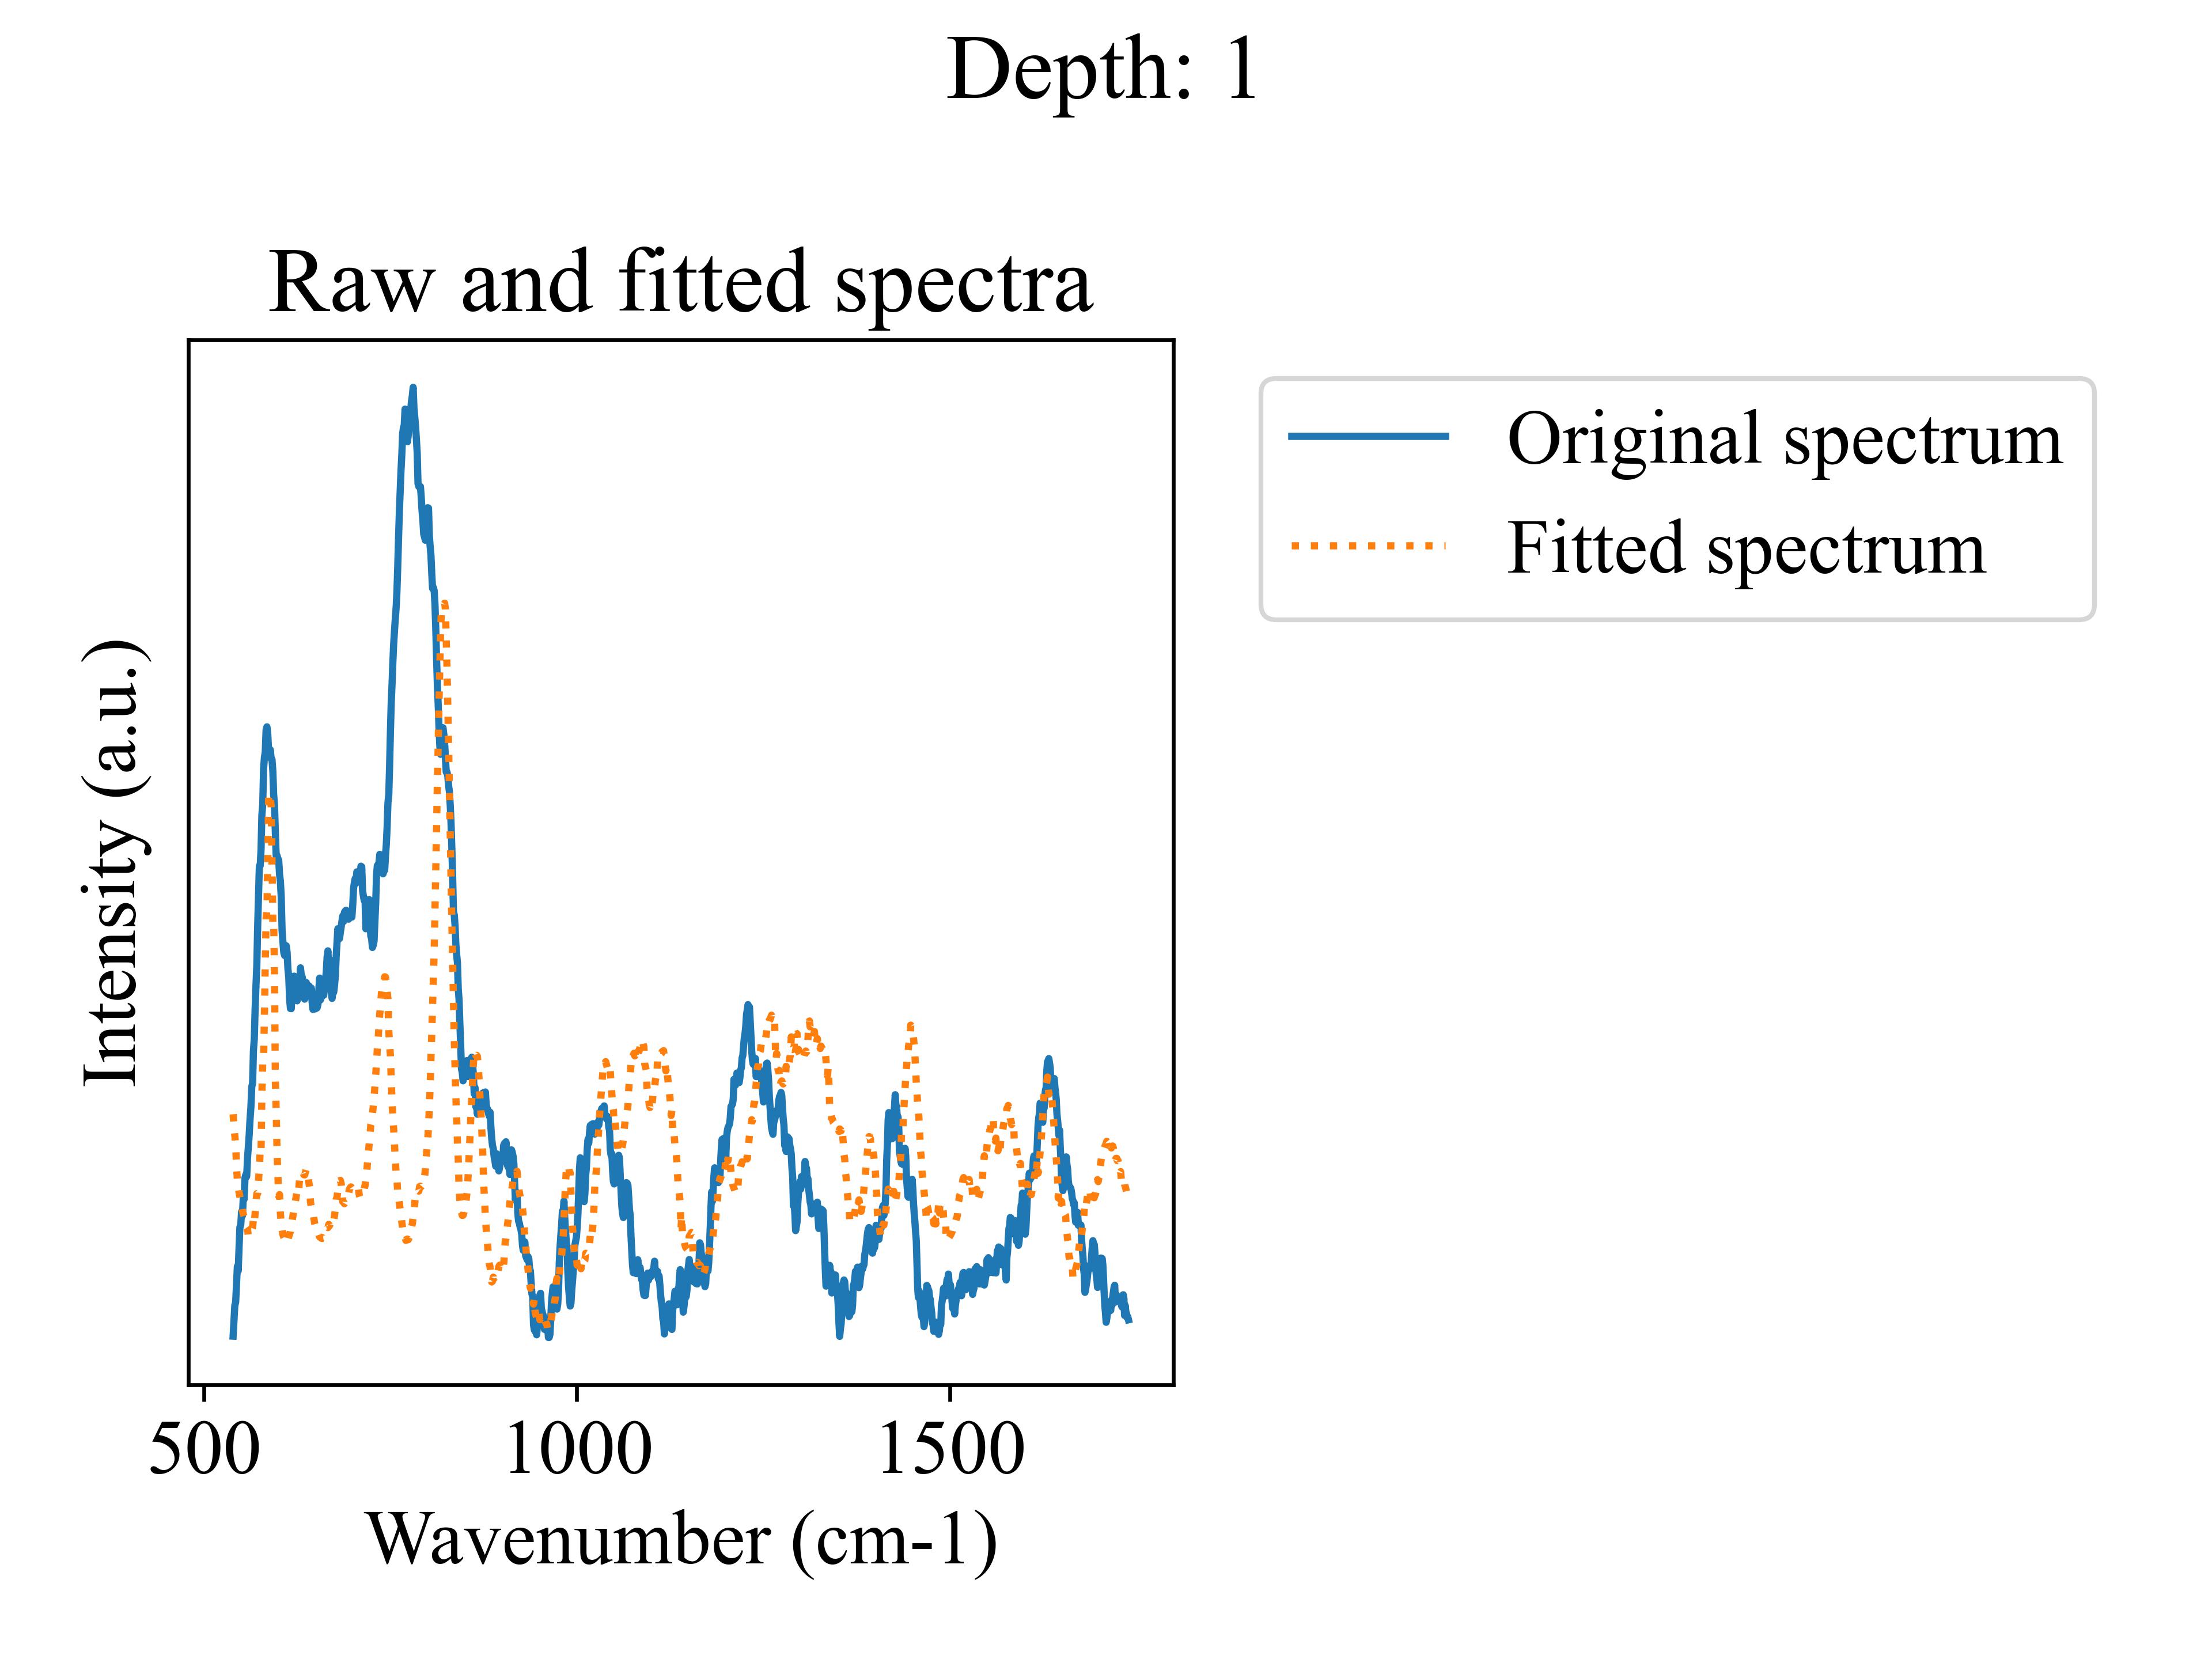 Depth: 1
Raw and fitted spectra
Original spectrum
Fitted spectrum
Intensity (a.u.)
500 1000 1500
Wavenumber (cm-1)